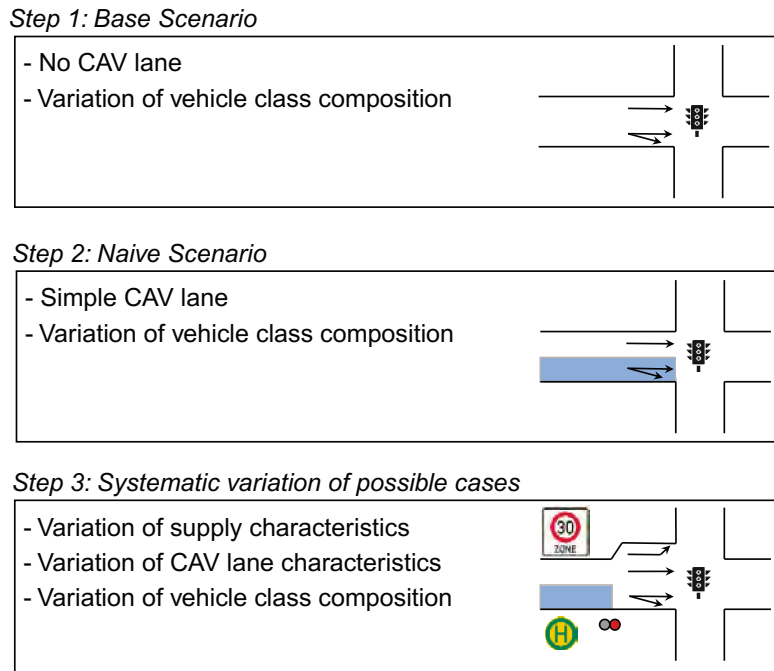 Step 1: Base Scenario
- No CAV lane
- Variation of vehicle class composition
Step 2: Naive Scenario
- Simple CAV lane
- Variation of vehicle class composition
Step 3: Systematic variation of possible cases
- Variation of supply characteristics
- Variation of CAV lane characteristics
- Variation of vehicle class composition
30
ZONE
H